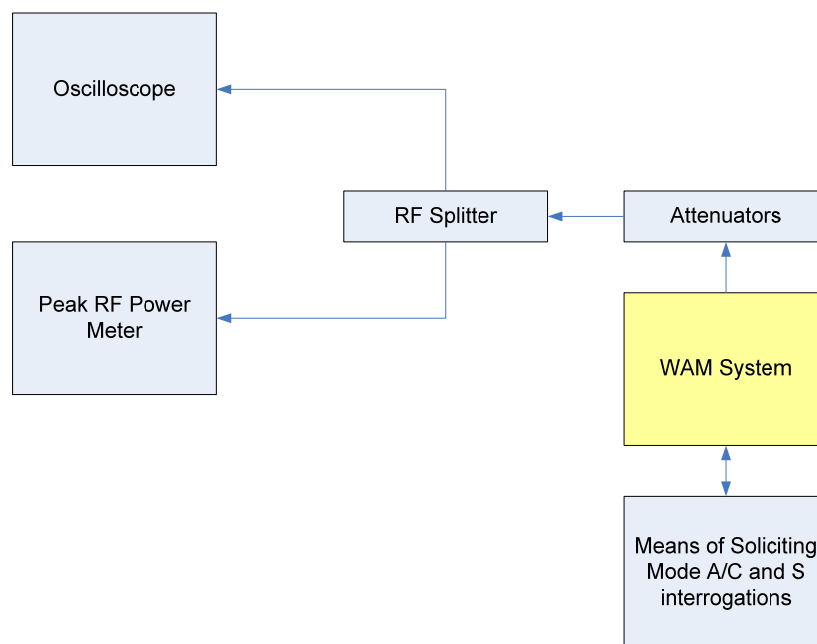 Oscilloscope
RF Splitter
Attenuators
Peak RF Power
Meter
WAM System
Means of Soliciting
Mode A/C and S
interrogations